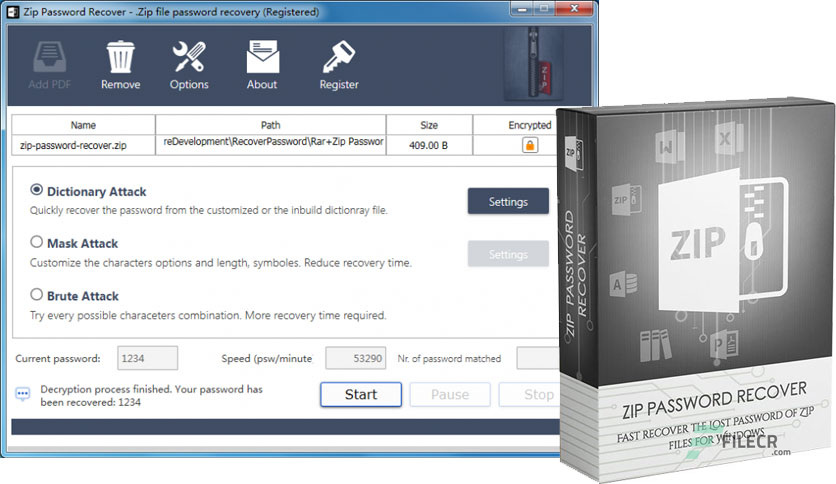 Zip Password Recover - .Zip file password recovery (Registered)
Add PDF
Remove
Options
About
Register
ZIP
Name
Path
Size
Encrypted
zip-password-recover.zip
reDevelopment\RecoverPassword\Rar+Zip Passwor
409.00 B
Dictionary Attack
Quickly recover the password from the customized or the inbuild dictionray file.
Settings
Mask Attack
Customize the characters options and length, symbols. Reduce recovery time.
Settings
Brute Attack
Try every possible characeters combination. More recovery time required.
Current password:
1234
Speed (psw/minute
53290
Nr. of password matched
Decryption process finished. Your password has
been recovered: 1234
Start
Pause
Stop
ZIP
ZIP PASSWORD
RECOVER
W
X
ZIP
ZIP
A
P
ZIP PASSWORD RECOVER
FAST RECOVER THE LOST PASSWORD OF ZIP
FILES FOR WINDOWS
FILECR
.com